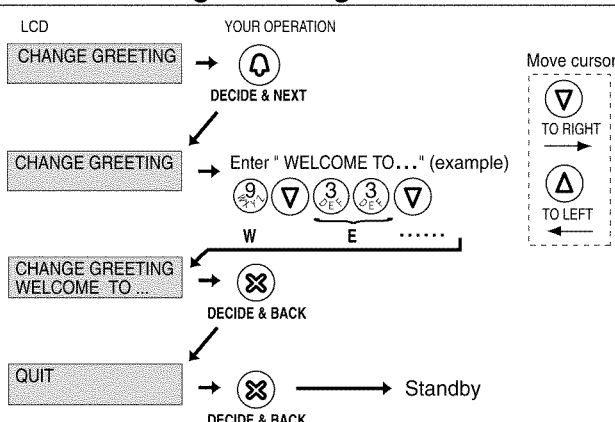 LCD YOUR OPERATION
CHANGE GREETING
DECIDE & NEXT
Move cursor
TO RIGHT
TO LEFT
CHANGE GREETING
Enter " WELCOME TO..." (example)
9 WXYZ 3 DEF 3 DEF
W E ......
CHANGE GREETING
WELCOME TO ...
DECIDE & BACK
QUIT
Standby
DECIDE & BACK